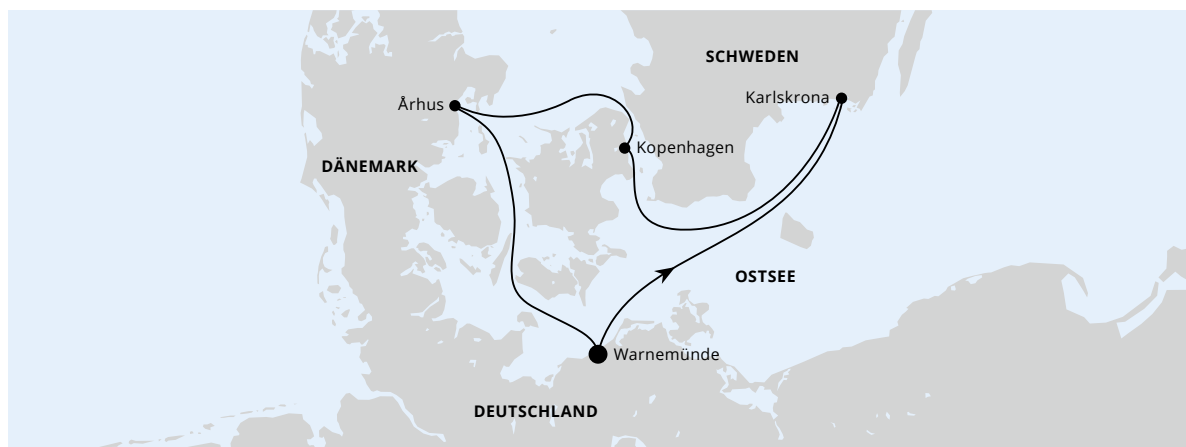 SCHWEDEN
Karlskrona
Århus
Kopenhagen
DÄNEMARK
OSTSEE
Warnemünde
DEUTSCHLAND